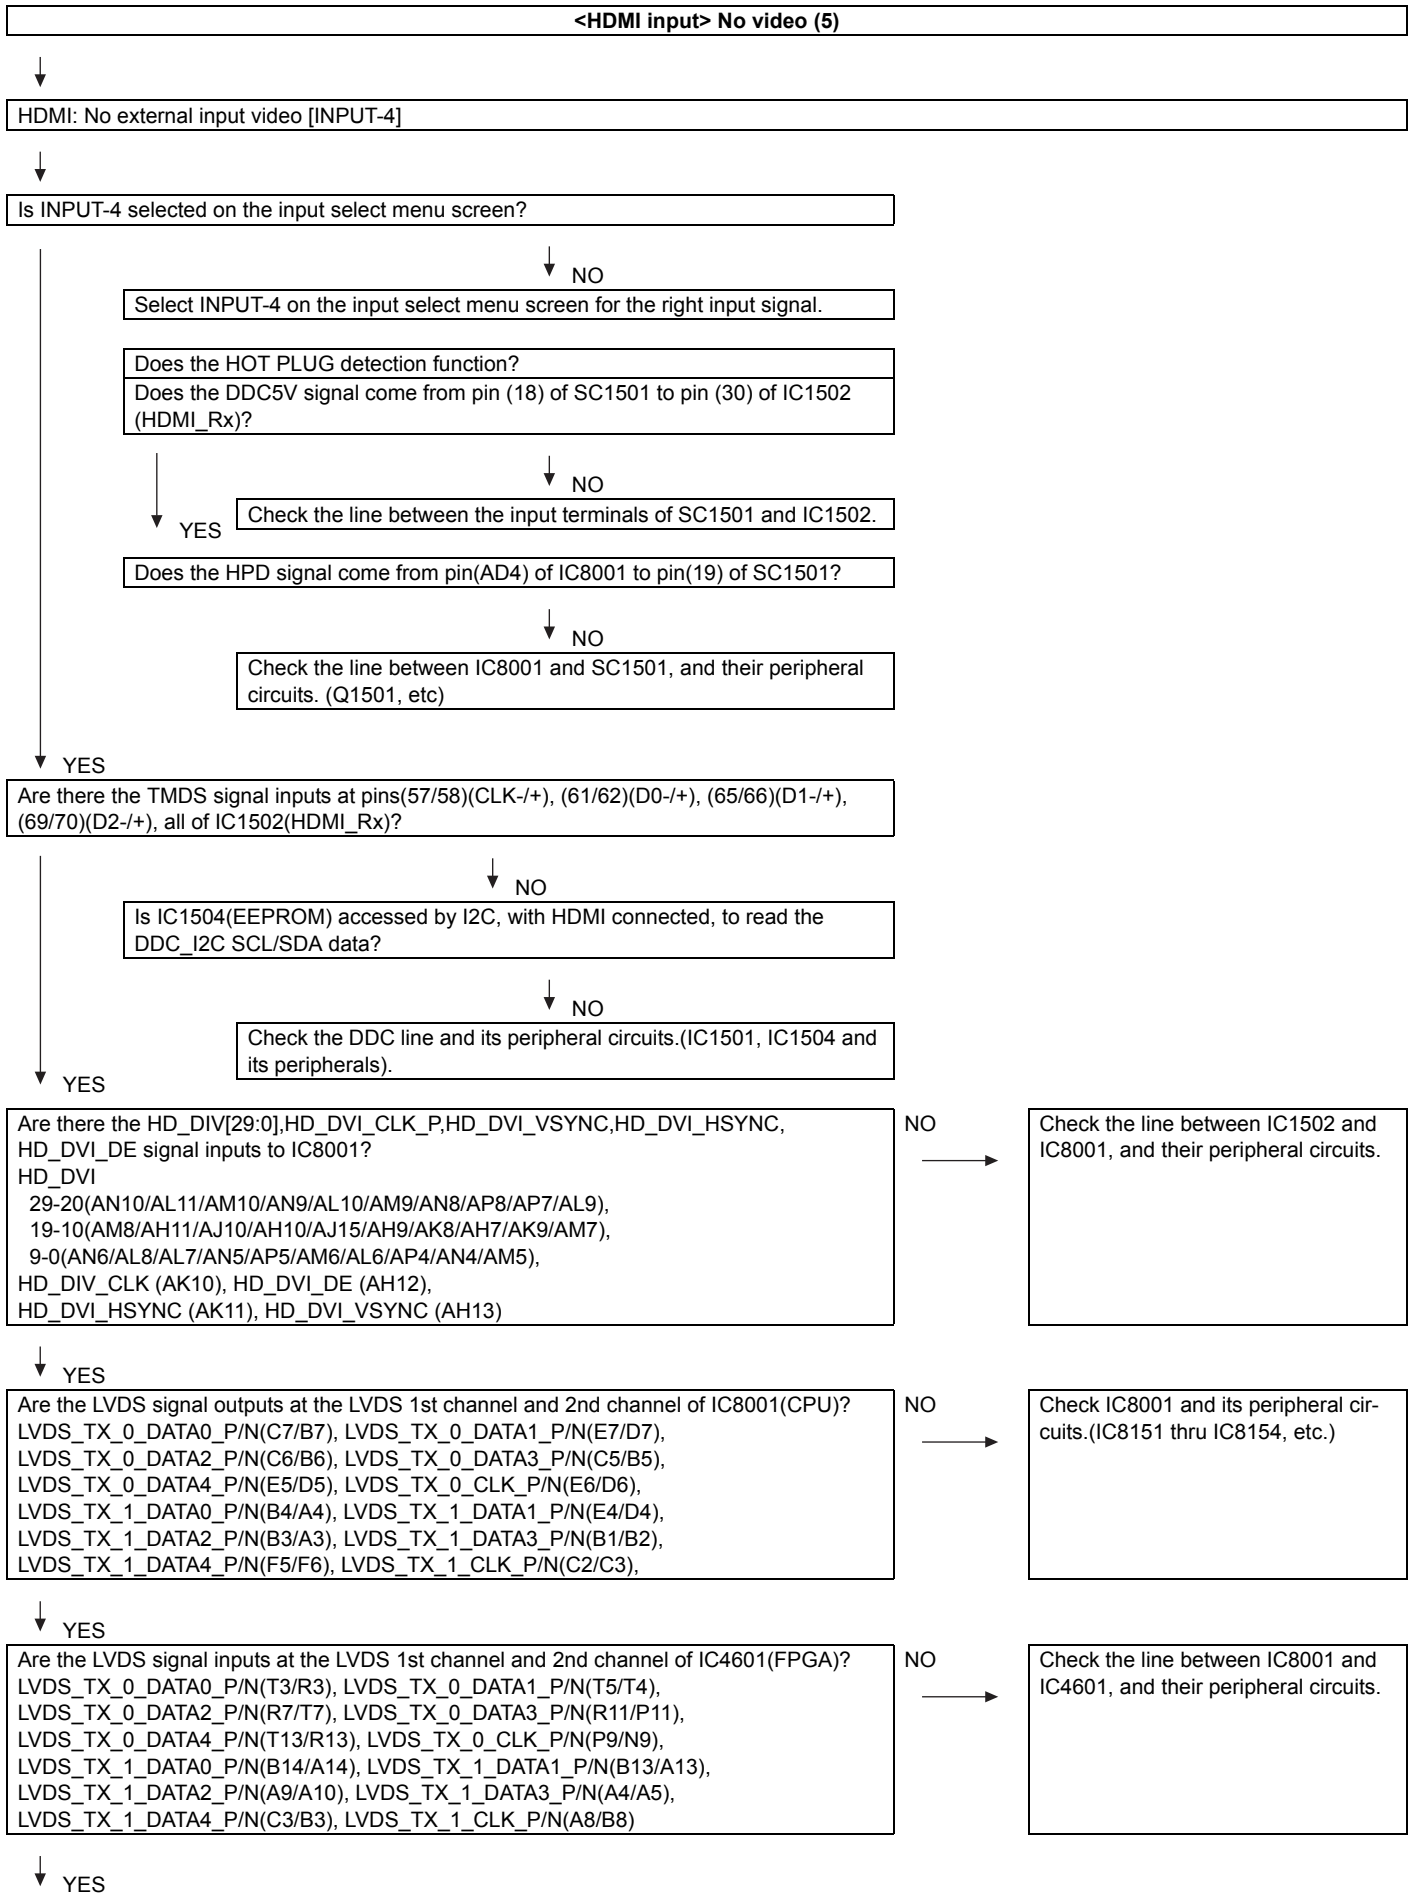 <HDMI input> No video (5)
HDMI: No external input video [INPUT-4]
Is INPUT-4 selected on the input select menu screen?
NO
Select INPUT-4 on the input select menu screen for the right input signal.
Does the HOT PLUG detection function?
Does the DDC5V signal come from pin (18) of SC1501 to pin (30) of IC1502
(HDMI_Rx)?
NO
YES
Check the line between the input terminals of SC1501 and IC1502.
Does the HPD signal come from pin(AD4) of IC8001 to pin(19) of SC1501?
NO
Check the line between IC8001 and SC1501, and their peripheral
circuits. (Q1501, etc)
YES
Are there the TMDS signal inputs at pins(57/58)(CLK-/+), (61/62)(D0-/+), (65/66)(D1-/+),
(69/70)(D2-/+), all of IC1502(HDMI_Rx)?
NO
Is IC1504(EEPROM) accessed by I2C, with HDMI connected, to read the
DDC_I2C SCL/SDA data?
NO
Check the DDC line and its peripheral circuits.(IC1501, IC1504 and
its peripherals).
YES
Are there the HD_DIV[29:0],HD_DVI_CLK_P,HD_DVI_VSYNC,HD_DVI_HSYNC,
HD_DVI_DE signal inputs to IC8001?
HD_DVI
29-20(AN10/AL11/AM10/AN9/AL10/AM9/AN8/AP8/AP7/AL9),
19-10(AM8/AH11/AJ10/AH10/AJ15/AH9/AK8/AH7/AK9/AM7),
9-0(AN6/AL8/AL7/AN5/AP5/AM6/AL6/AP4/AN4/AM5),
HD_DIV_CLK (AK10), HD_DVI_DE (AH12),
HD_DVI_HSYNC (AK11), HD_DVI_VSYNC (AH13)
NO
Check the line between IC1502 and
IC8001, and their peripheral circuits.
YES
Are the LVDS signal outputs at the LVDS 1st channel and 2nd channel of IC8001(CPU)?
LVDS_TX_0_DATA0_P/N(C7/B7), LVDS_TX_0_DATA1_P/N(E7/D7),
LVDS_TX_0_DATA2_P/N(C6/B6), LVDS_TX_0_DATA3_P/N(C5/B5),
LVDS_TX_0_DATA4_P/N(E5/D5), LVDS_TX_0_CLK_P/N(E6/D6),
LVDS_TX_1_DATA0_P/N(B4/A4), LVDS_TX_1_DATA1_P/N(E4/D4),
LVDS_TX_1_DATA2_P/N(B3/A3), LVDS_TX_1_DATA3_P/N(B1/B2),
LVDS_TX_1_DATA4_P/N(F5/F6), LVDS_TX_1_CLK_P/N(C2/C3),
NO
Check IC8001 and its peripheral cir-
cuits.(IC8151 thru IC8154, etc.)
YES
Are the LVDS signal inputs at the LVDS 1st channel and 2nd channel of IC4601(FPGA)?
LVDS_TX_0_DATA0_P/N(T3/R3), LVDS_TX_0_DATA1_P/N(T5/T4),
LVDS_TX_0_DATA2_P/N(R7/T7), LVDS_TX_0_DATA3_P/N(R11/P11),
LVDS_TX_0_DATA4_P/N(T13/R13), LVDS_TX_0_CLK_P/N(P9/N9),
LVDS_TX_1_DATA0_P/N(B14/A14), LVDS_TX_1_DATA1_P/N(B13/A13),
LVDS_TX_1_DATA2_P/N(A9/A10), LVDS_TX_1_DATA3_P/N(A4/A5),
LVDS_TX_1_DATA4_P/N(C3/B3), LVDS_TX_1_CLK_P/N(A8/B8)
NO
Check the line between IC8001 and
IC4601, and their peripheral circuits.
YES